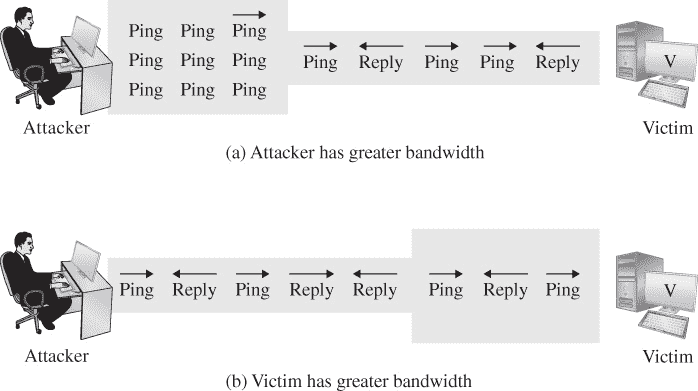 Ping Ping Ping
Ping Ping Ping
Ping Ping Ping
Ping Reply Ping Ping Reply
V
Attacker
Victim
(a) Attacker has greater bandwidth
Ping Reply Ping Reply Reply
Ping Reply Ping
V
Attacker
Victim
(b) Victim has greater bandwidth